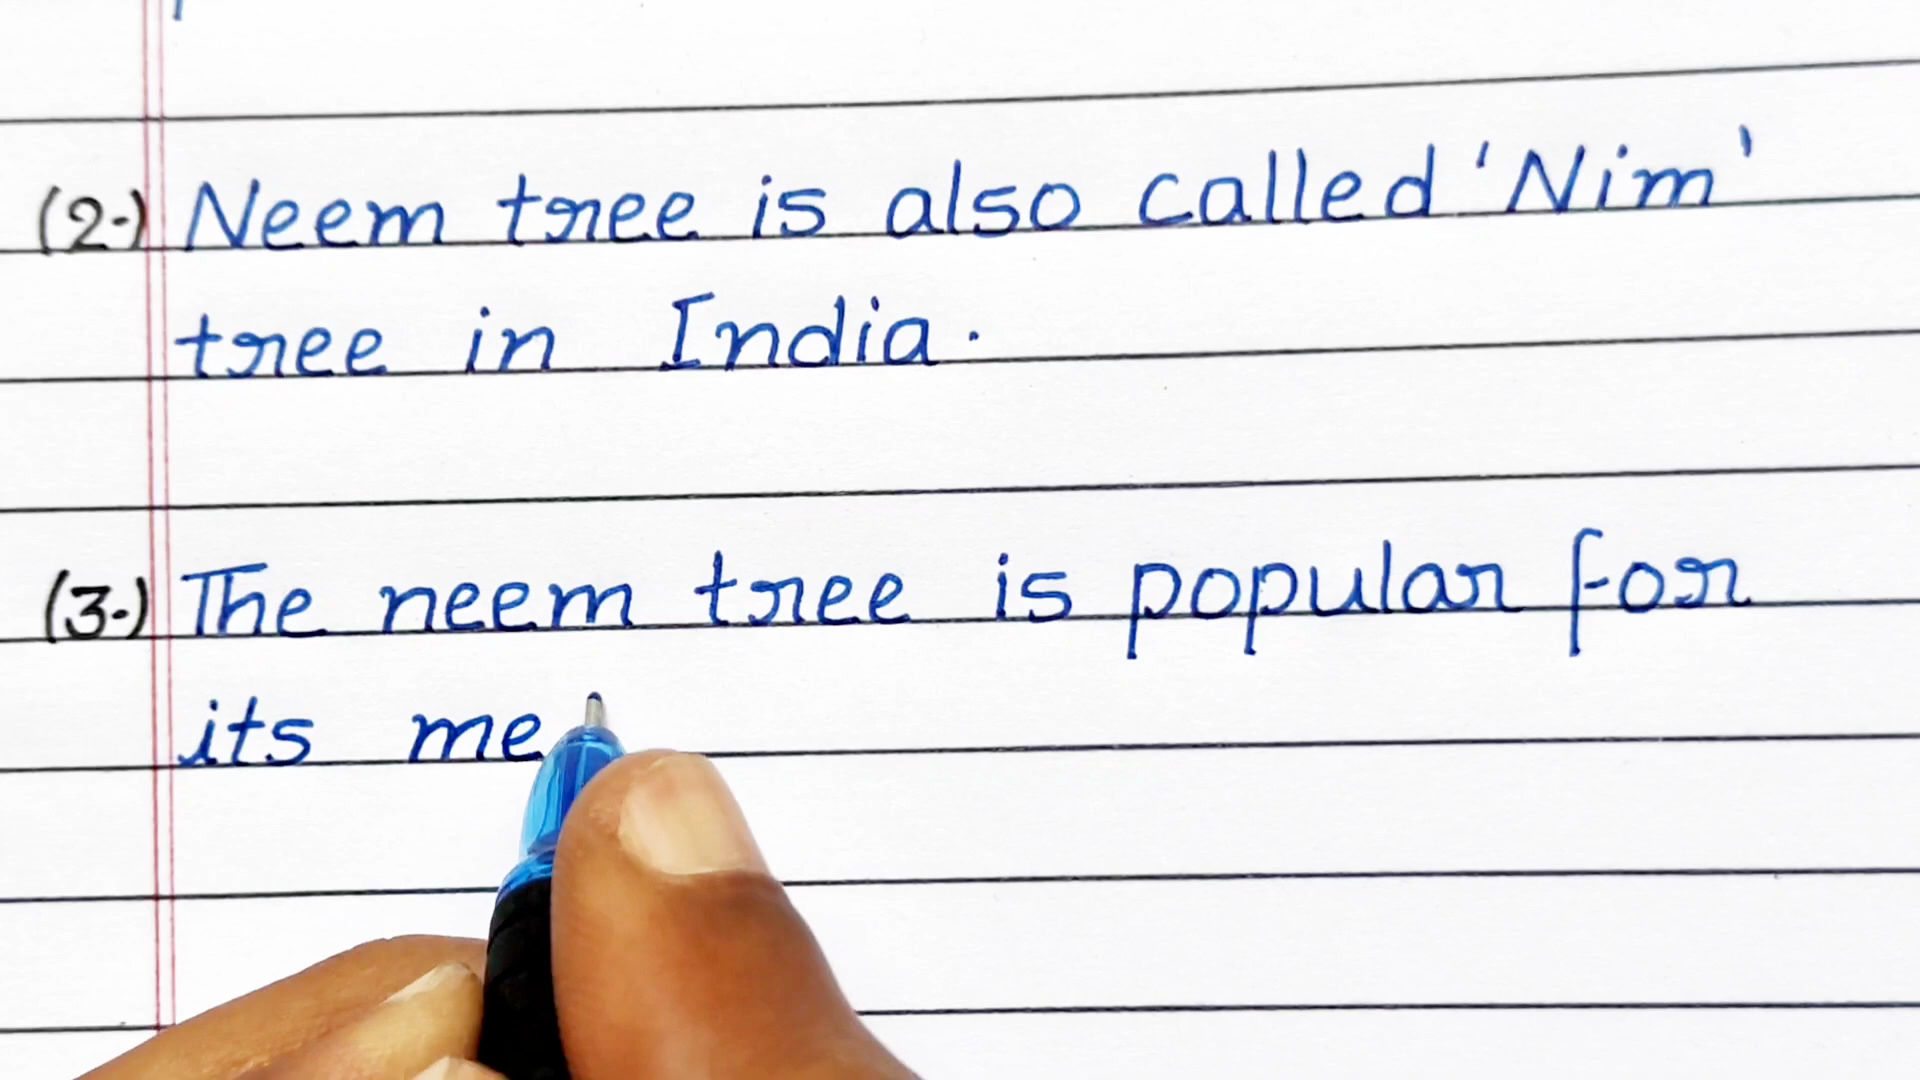 (2.) Neem tree is also called 'Nim'
tree in India.
(3.) The neem tree is popular for
its me